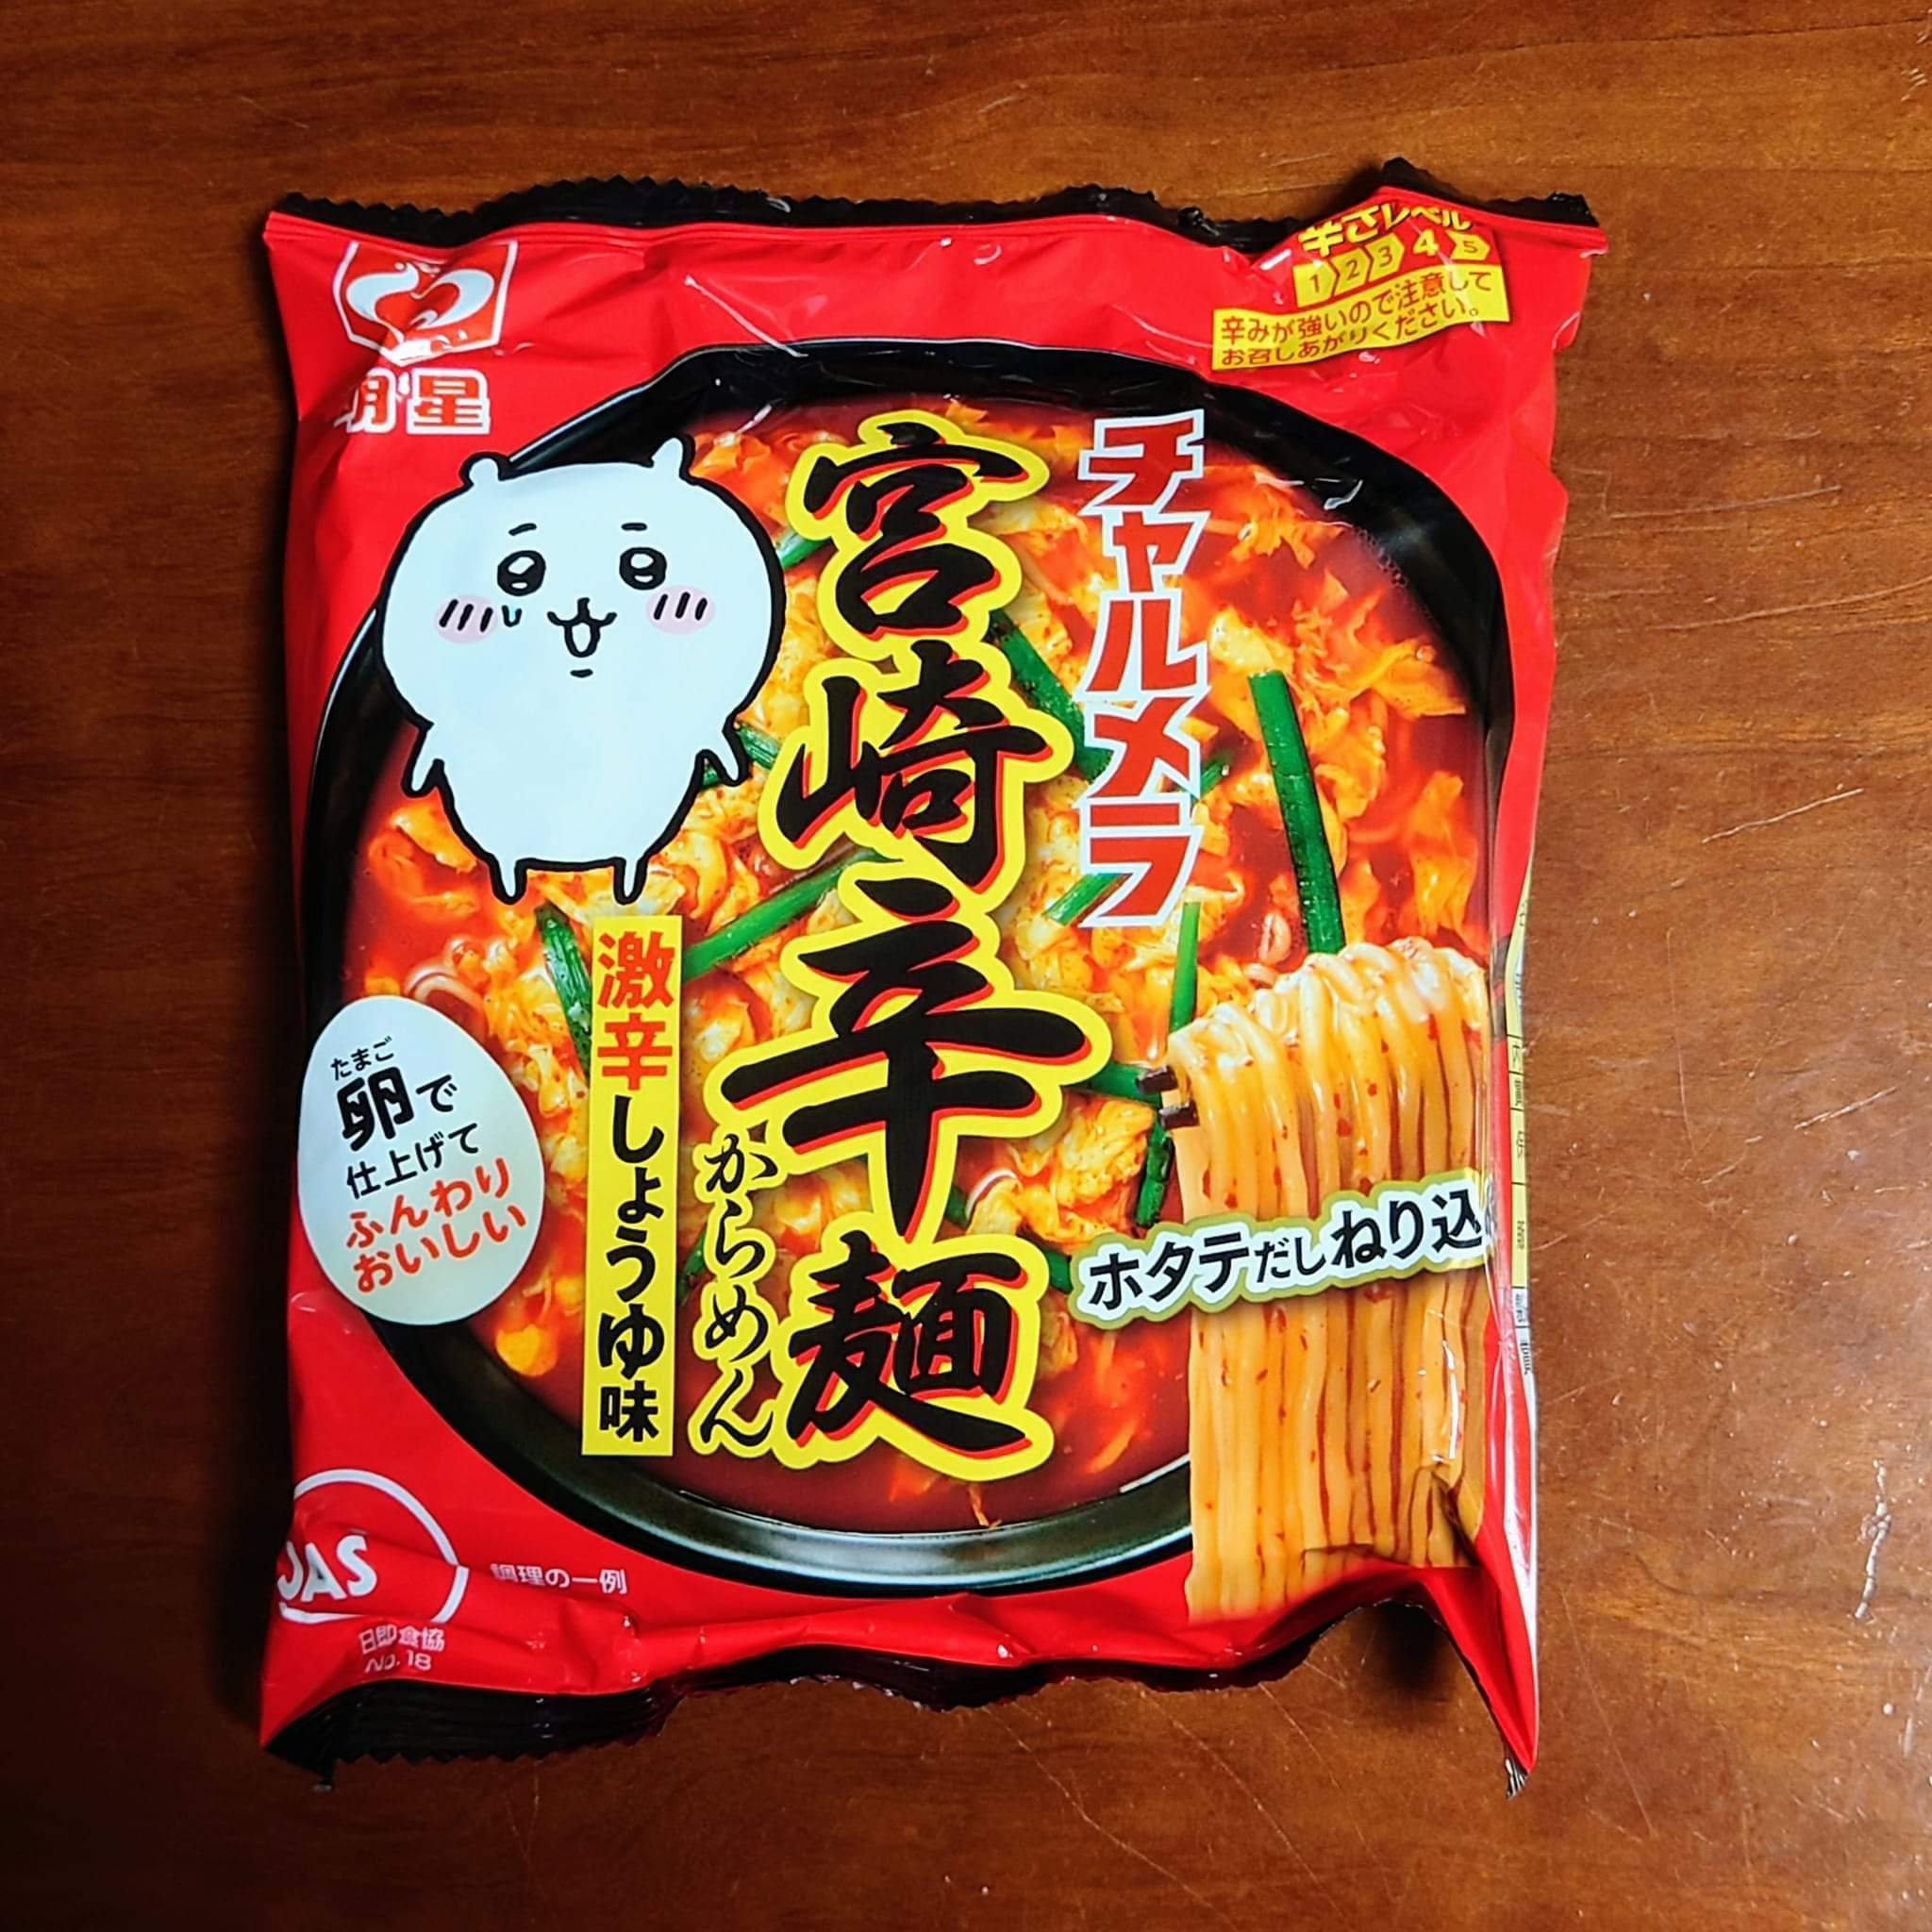 明星
辛さレベル
1 2 3 4 5
辛みが強いので注意して
お召しあがりください。
チャルメラ
宮崎辛麺
からめん
激辛しょうゆ味
たまご
卵で
仕上げて
ふんわり
おいしい
ホタテだしねり込
JAS
日即食協
No.18
調理の一例